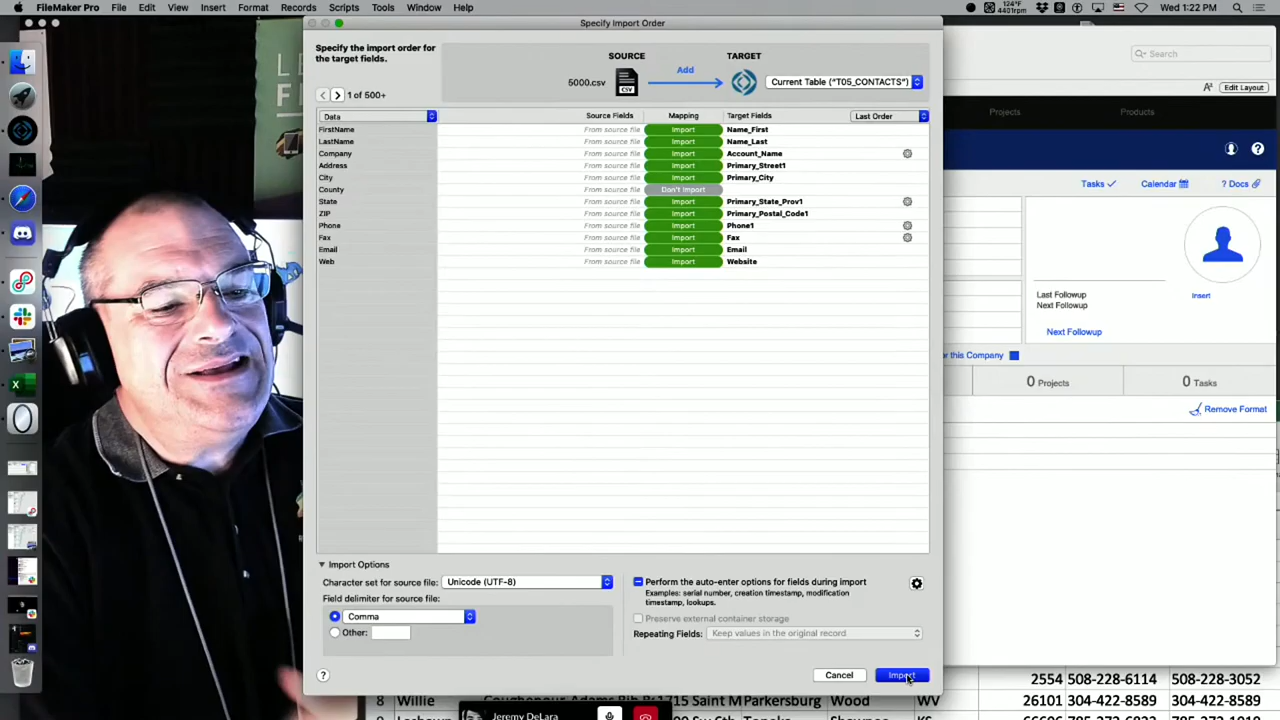 FileMaker Pro File Edit View Insert Format Records Scripts Tools Window Help
124°F
4401rpm
Wed 1:22 PM
Specify Import Order
Specify the import order for
the target fields.
1 of 500+
SOURCE TARGET
5000.csv Add Current Table ("T05_CONTACTS")
CSV
Data Source Fields Mapping Target Fields Last Order
FirstName From source file Import Name_First
LastName From source file Import Name_Last
Company From source file Import Account_Name
Address From source file Import Primary_Street1
City From source file Import Primary_City
County From source file Don't Import
State From source file Import Primary_State_Prov1
ZIP From source file Import Primary_Postal_Code1
Phone From source file Import Phone1
Fax From source file Import Fax
Email From source file Import Email
Web From source file Import Website
Import Options
Character set for source file: Unicode (UTF-8)
Field delimiter for source file:
Comma
Other:
Perform the auto-enter options for fields during import
Examples: serial number, creation timestamp, modification
timestamp, lookups.
Preserve external container storage
Repeating Fields: Keep values in the original record
? Cancel Import
Search
Edit Layout
Projects Products
?
Tasks Calendar ? Docs
Last Followup
Next Followup
Insert
Next Followup
or this Company
0 Projects 0 Tasks
Remove Format
2554 508-228-6114 508-228-3052
8 Willie 1715 Saint M Parkersburg Wood WV 26101 304-422-8589 304-422-8589
Jeremy DeLara